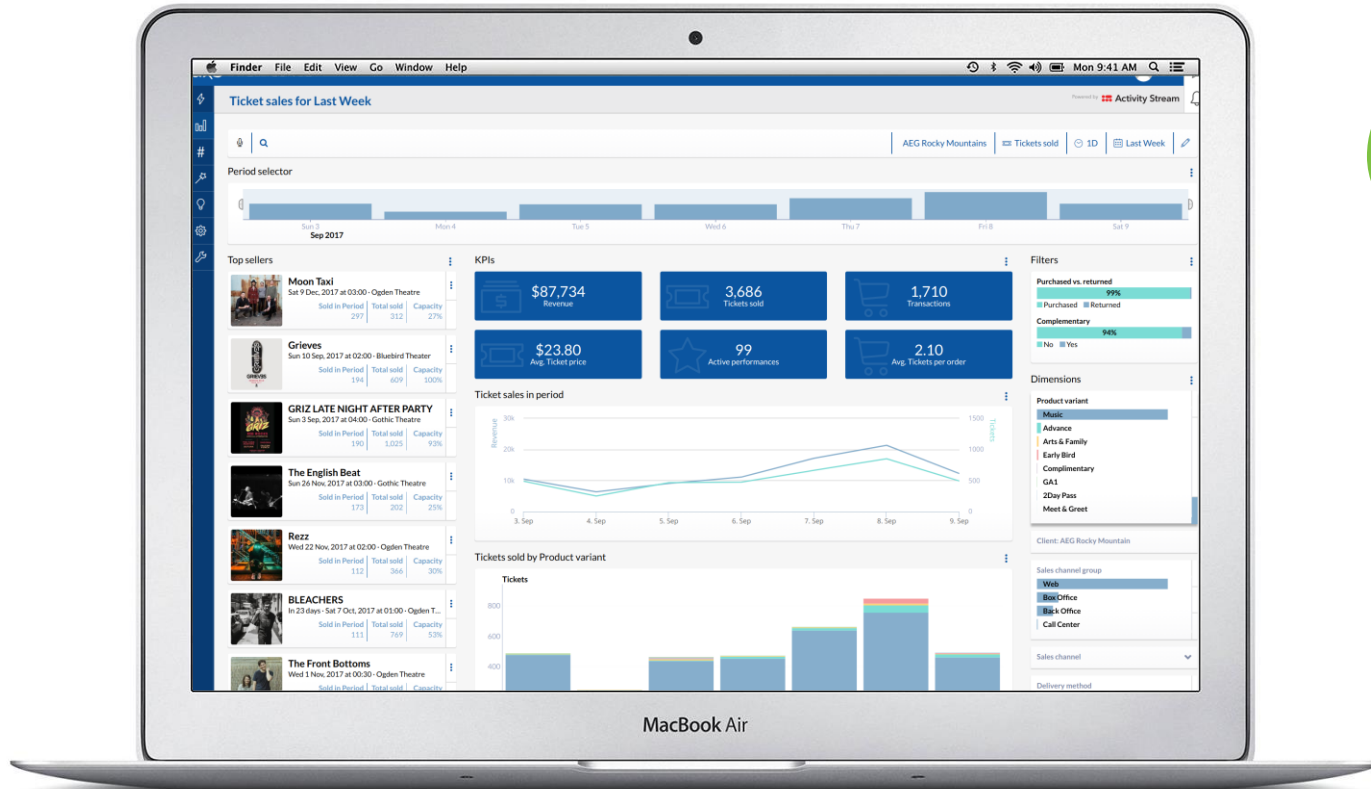 Finder File Edit View Go Window Help Mon 9:41 AM
Ticket sales for Last Week
Powered by Activity Stream
AEG Rocky Mountains Tickets sold 1D Last Week
Period selector
Sun 3 Mon 4 Tue 5 Wed 6 Thu 7 Fri 8 Sat 9
Sep 2017
Top sellers
Moon Taxi
Sat 9 Dec, 2017 at 03:00 - Ogden Theatre
Sold in Period Total sold Capacity
297 312 27%
Grieves
Sun 10 Sep, 2017 at 02:00 - Bluebird Theater
Sold in Period Total sold Capacity
194 609 100%
GRIZ LATE NIGHT AFTER PARTY
Sun 3 Sep, 2017 at 04:00 - Gothic Theatre
Sold in Period Total sold Capacity
190 1,025 93%
The English Beat
Sun 26 Nov, 2017 at 03:00 - Gothic Theatre
Sold in Period Total sold Capacity
173 202 25%
Rezz
Wed 22 Nov, 2017 at 02:00 - Ogden Theatre
Sold in Period Total sold Capacity
112 366 30%
BLEACHERS
In 23 days - Sat 7 Oct, 2017 at 01:00 - Ogden T...
Sold in Period Total sold Capacity
111 769 53%
The Front Bottoms
Wed 1 Nov, 2017 at 00:30 - Ogden Theatre
Sold in Period Total sold Capacity
KPIs
$87,734
Revenue
3,686
Tickets sold
1,710
Transactions
$23.80
Avg. Ticket price
99
Active performances
2.10
Avg. Tickets per order
Ticket sales in period
Revenue
30k
20k
10k
0
Tickets
1500
1000
500
0
3. Sep 4. Sep 5. Sep 6. Sep 7. Sep 8. Sep 9. Sep
Tickets sold by Product variant
Tickets
800
600
400
Filters
Purchased vs. returned
99%
Purchased Returned
Complementary
94%
No Yes
Dimensions
Product variant
Music
Advance
Arts & Family
Early Bird
Complimentary
GA1
2Day Pass
Meet & Greet
Client: AEG Rocky Mountain
Sales channel group
Web
Box Office
Back Office
Call Center
Sales channel
Delivery method
MacBook Air